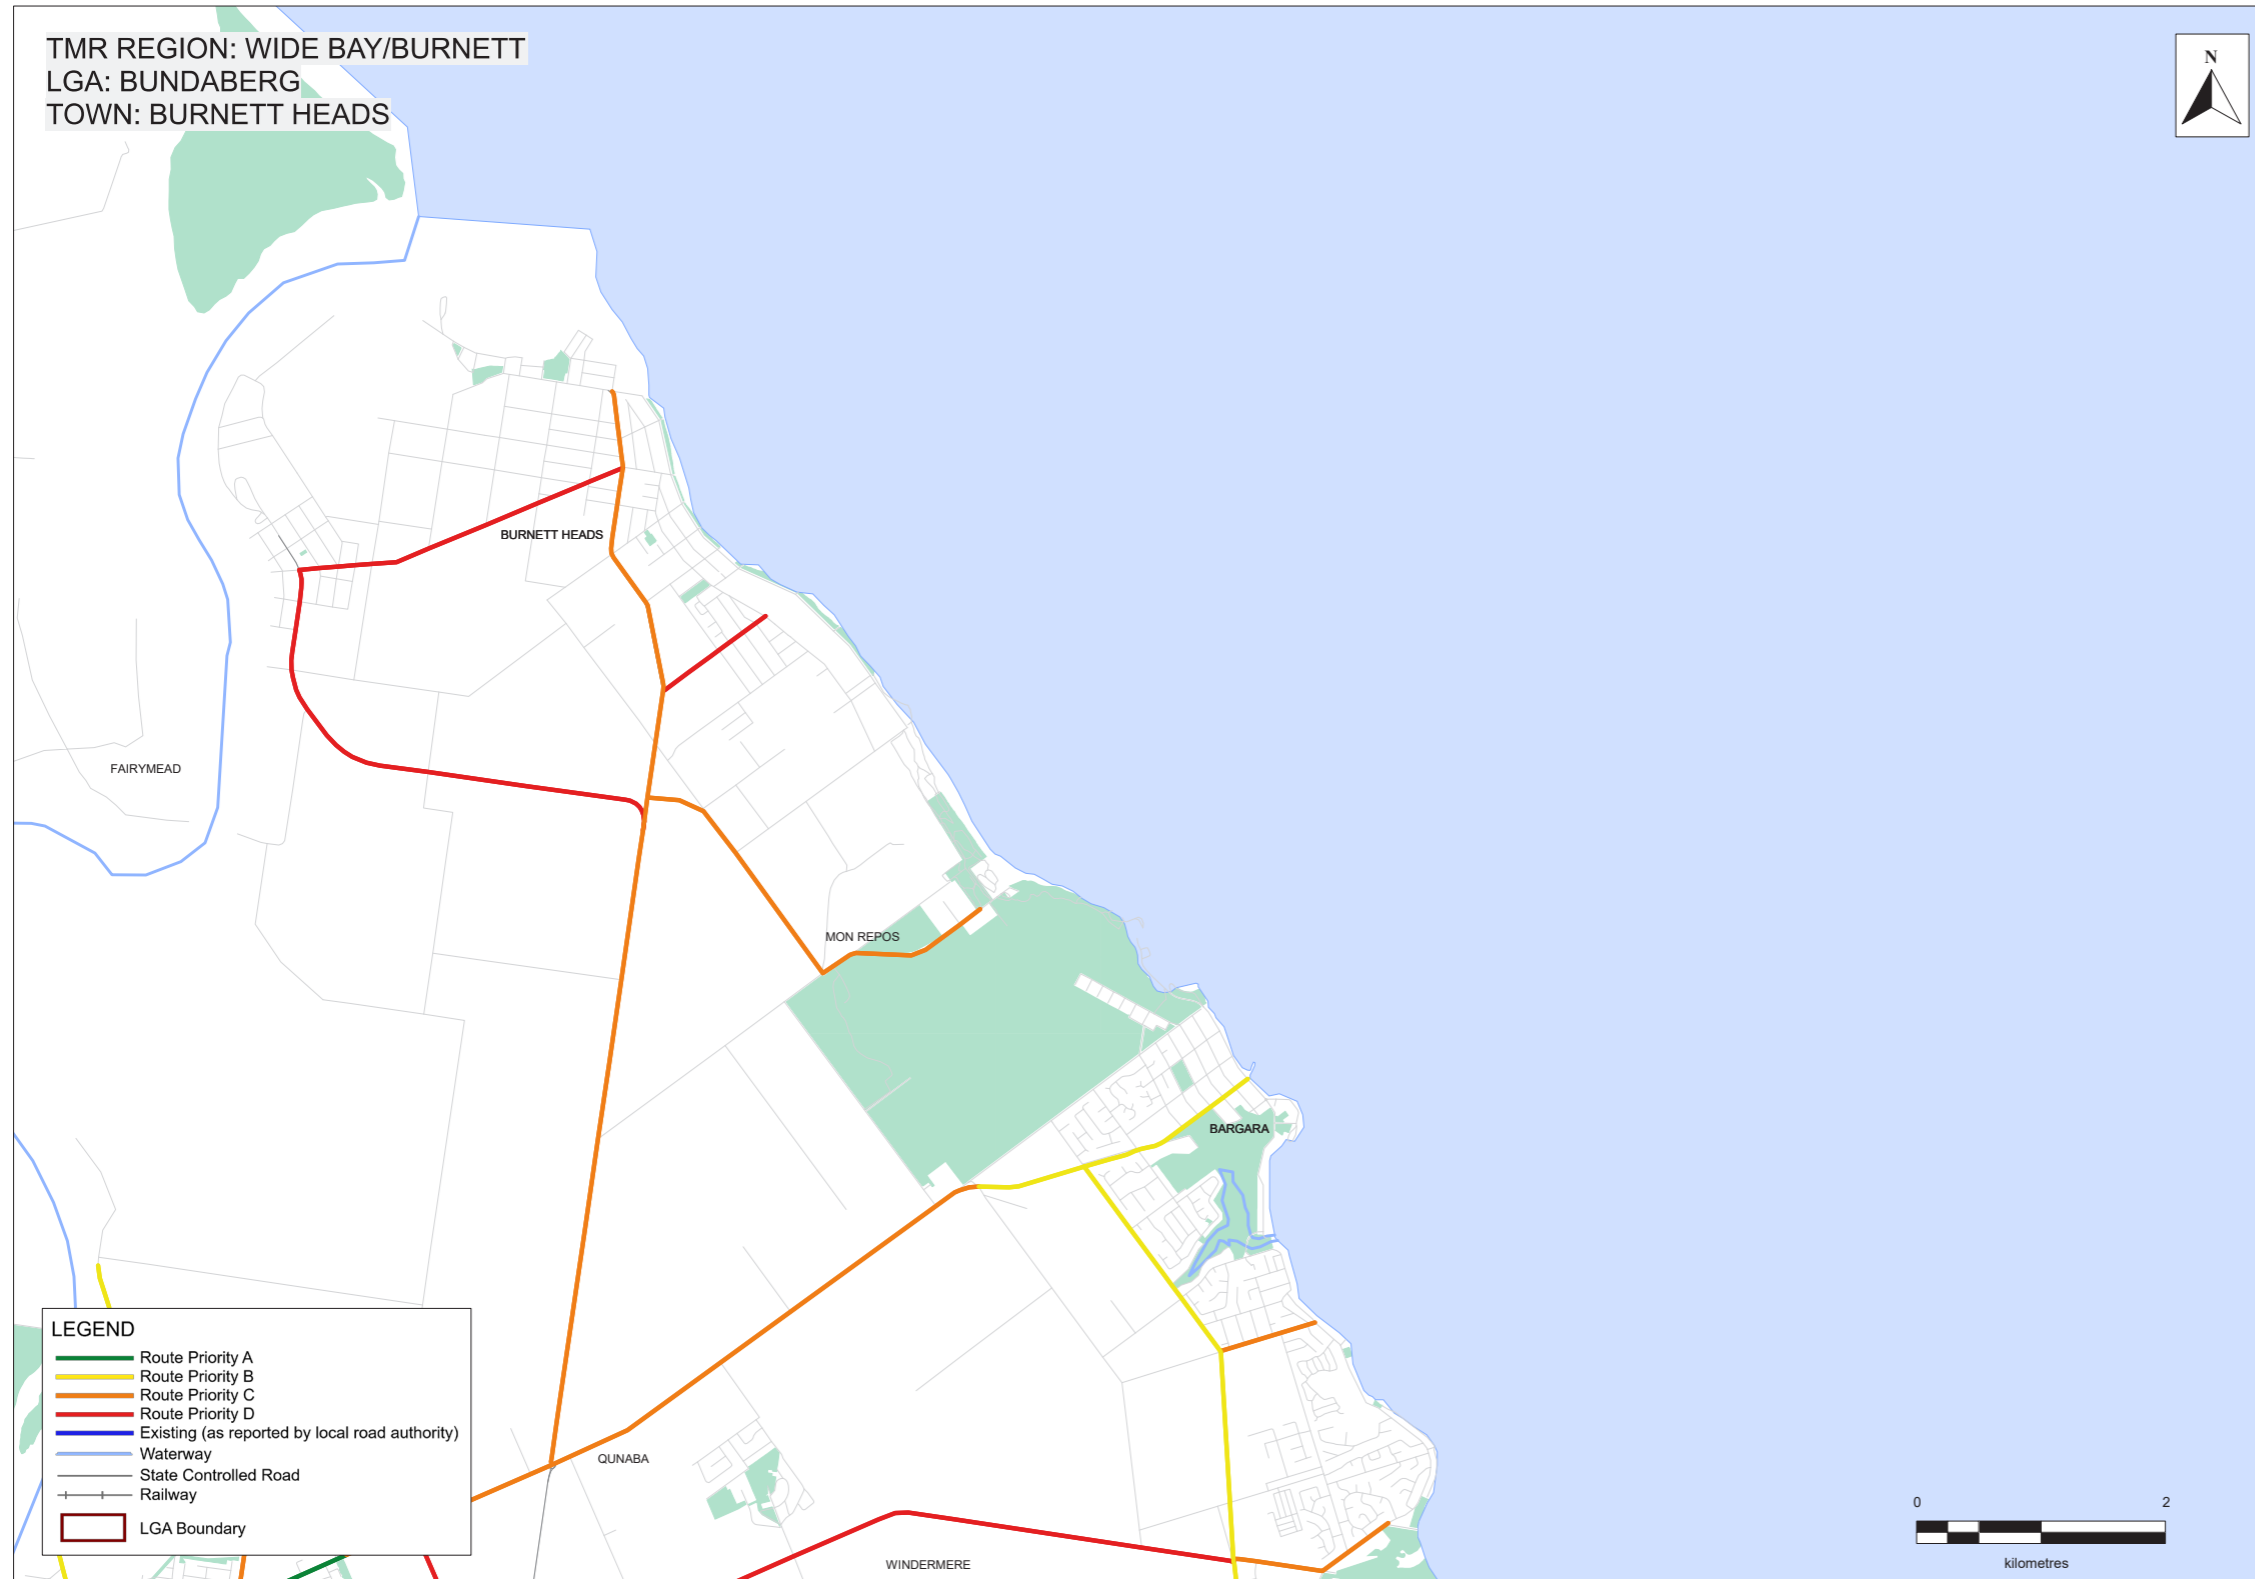 TMR REGION: WIDE BAY/BURNETT
LGA: BUNDABERG
TOWN: BURNETT HEADS
N
BURNETT HEADS
FAIRYMEAD
MON REPOS
BARGARA
QUNABA
WINDERMERE
LEGEND
Route Priority A
Route Priority B
Route Priority C
Route Priority D
Existing (as reported by local road authority)
Waterway
State Controlled Road
Railway
LGA Boundary
0 2
kilometres